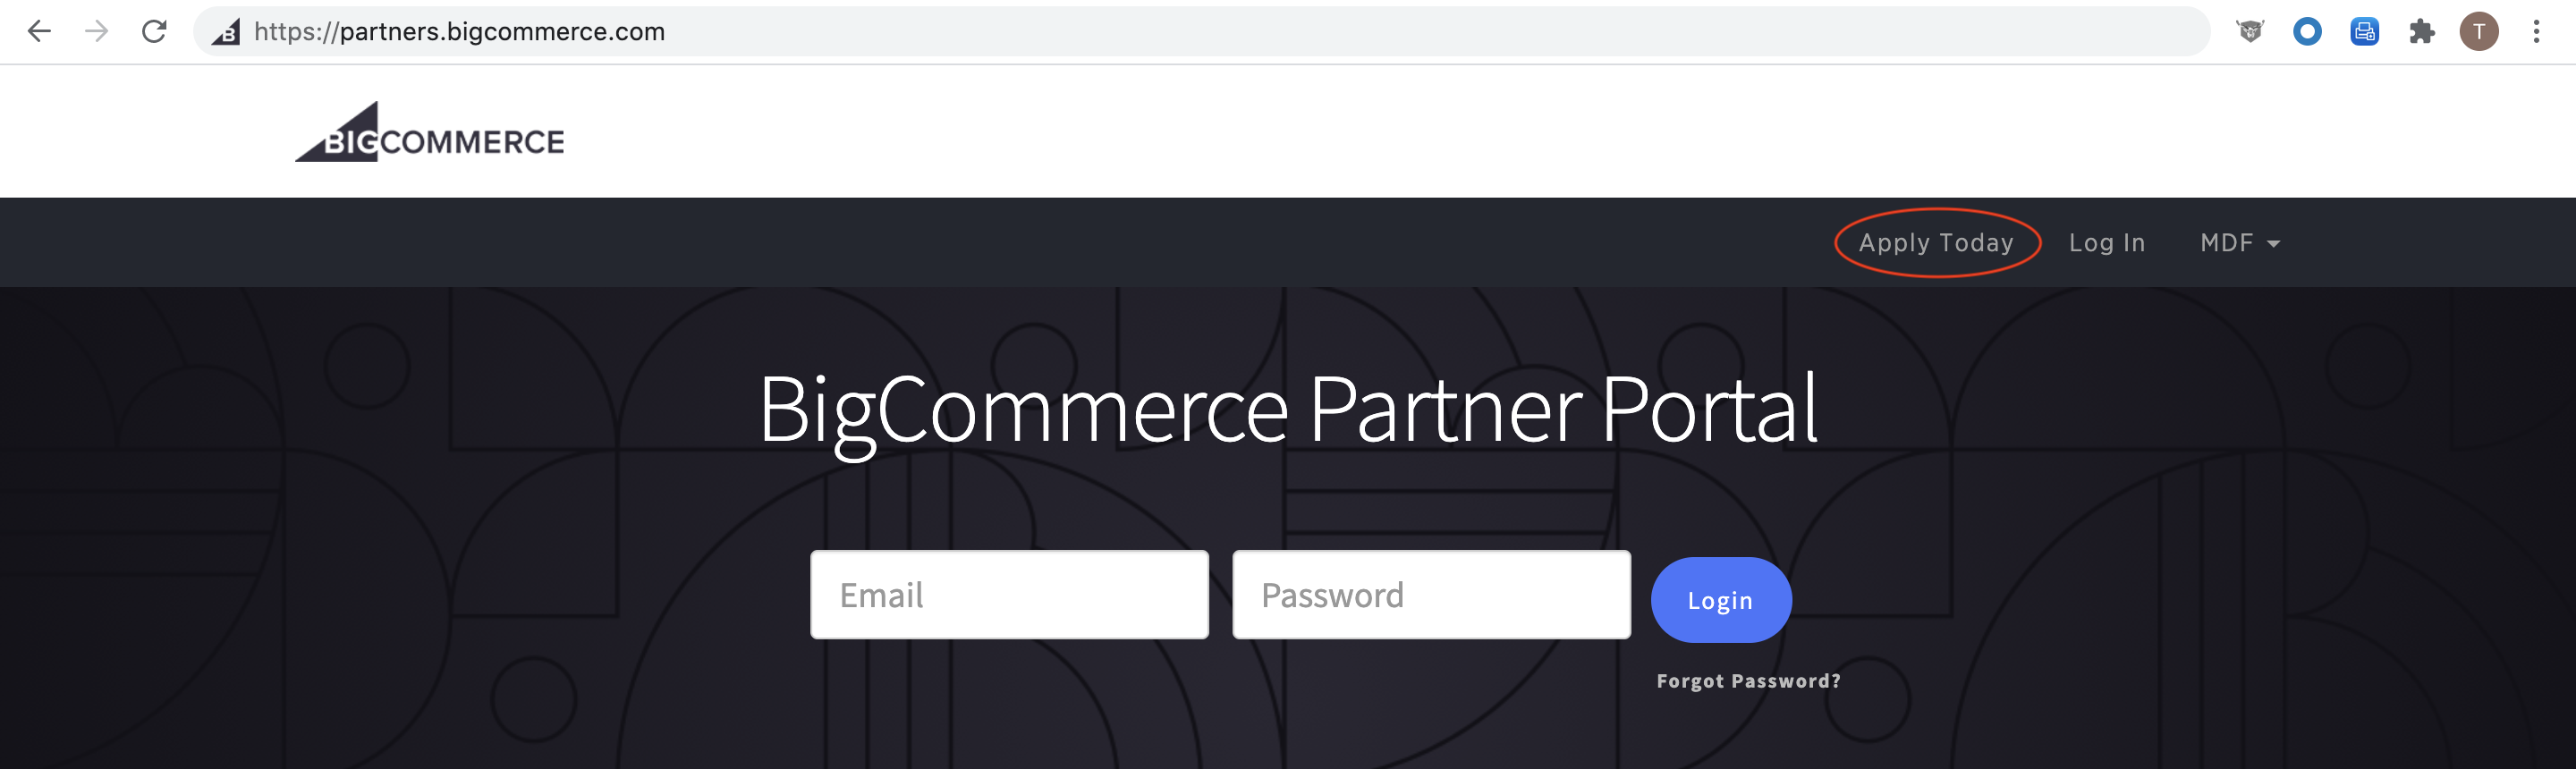 https://partners.bigcommerce.com
T
BIGCOMMERCE
Apply Today Log In MDF
BigCommerce Partner Portal
Email Password Login
Forgot Password?